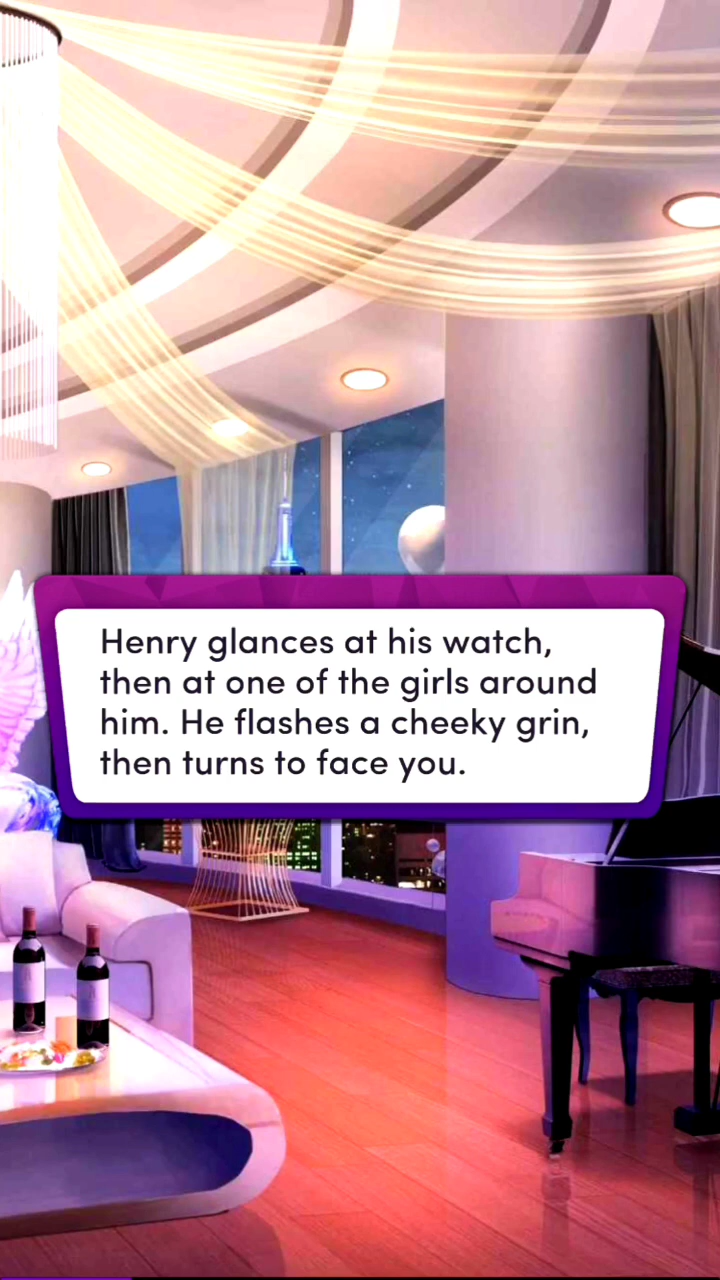 Henry glances at his watch,
then at one of the girls around
him. He flashes a cheeky grin,
then turns to face you.